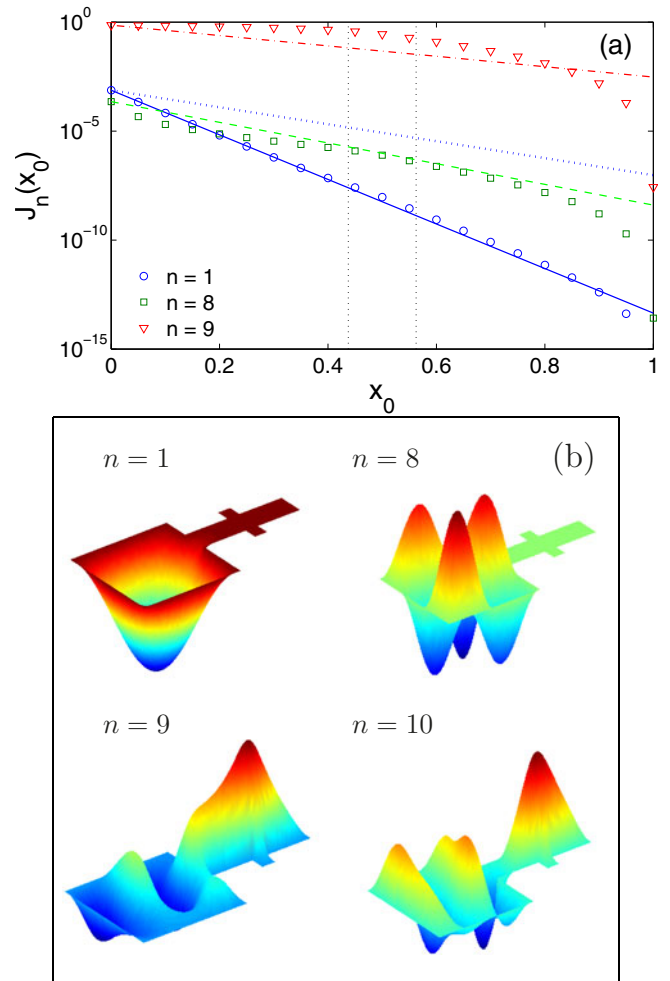 10^0
(a)
10^-5
10^-10
10^-15
J_n(x_0)
n = 1
n = 8
n = 9
0 0.2 0.4 0.6 0.8 1
x_0
n = 1 n = 8 (b)
n = 9 n = 10